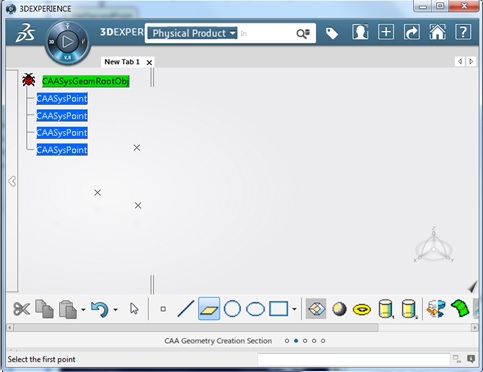 3DEXPERIENCE
3DEXPER Physical Product In
New Tab 1
CAASysGeomRootObj
CAASysPoint
CAASysPoint
CAASysPoint
CAASysPoint
CAA Geometry Creation Section
Select the first point